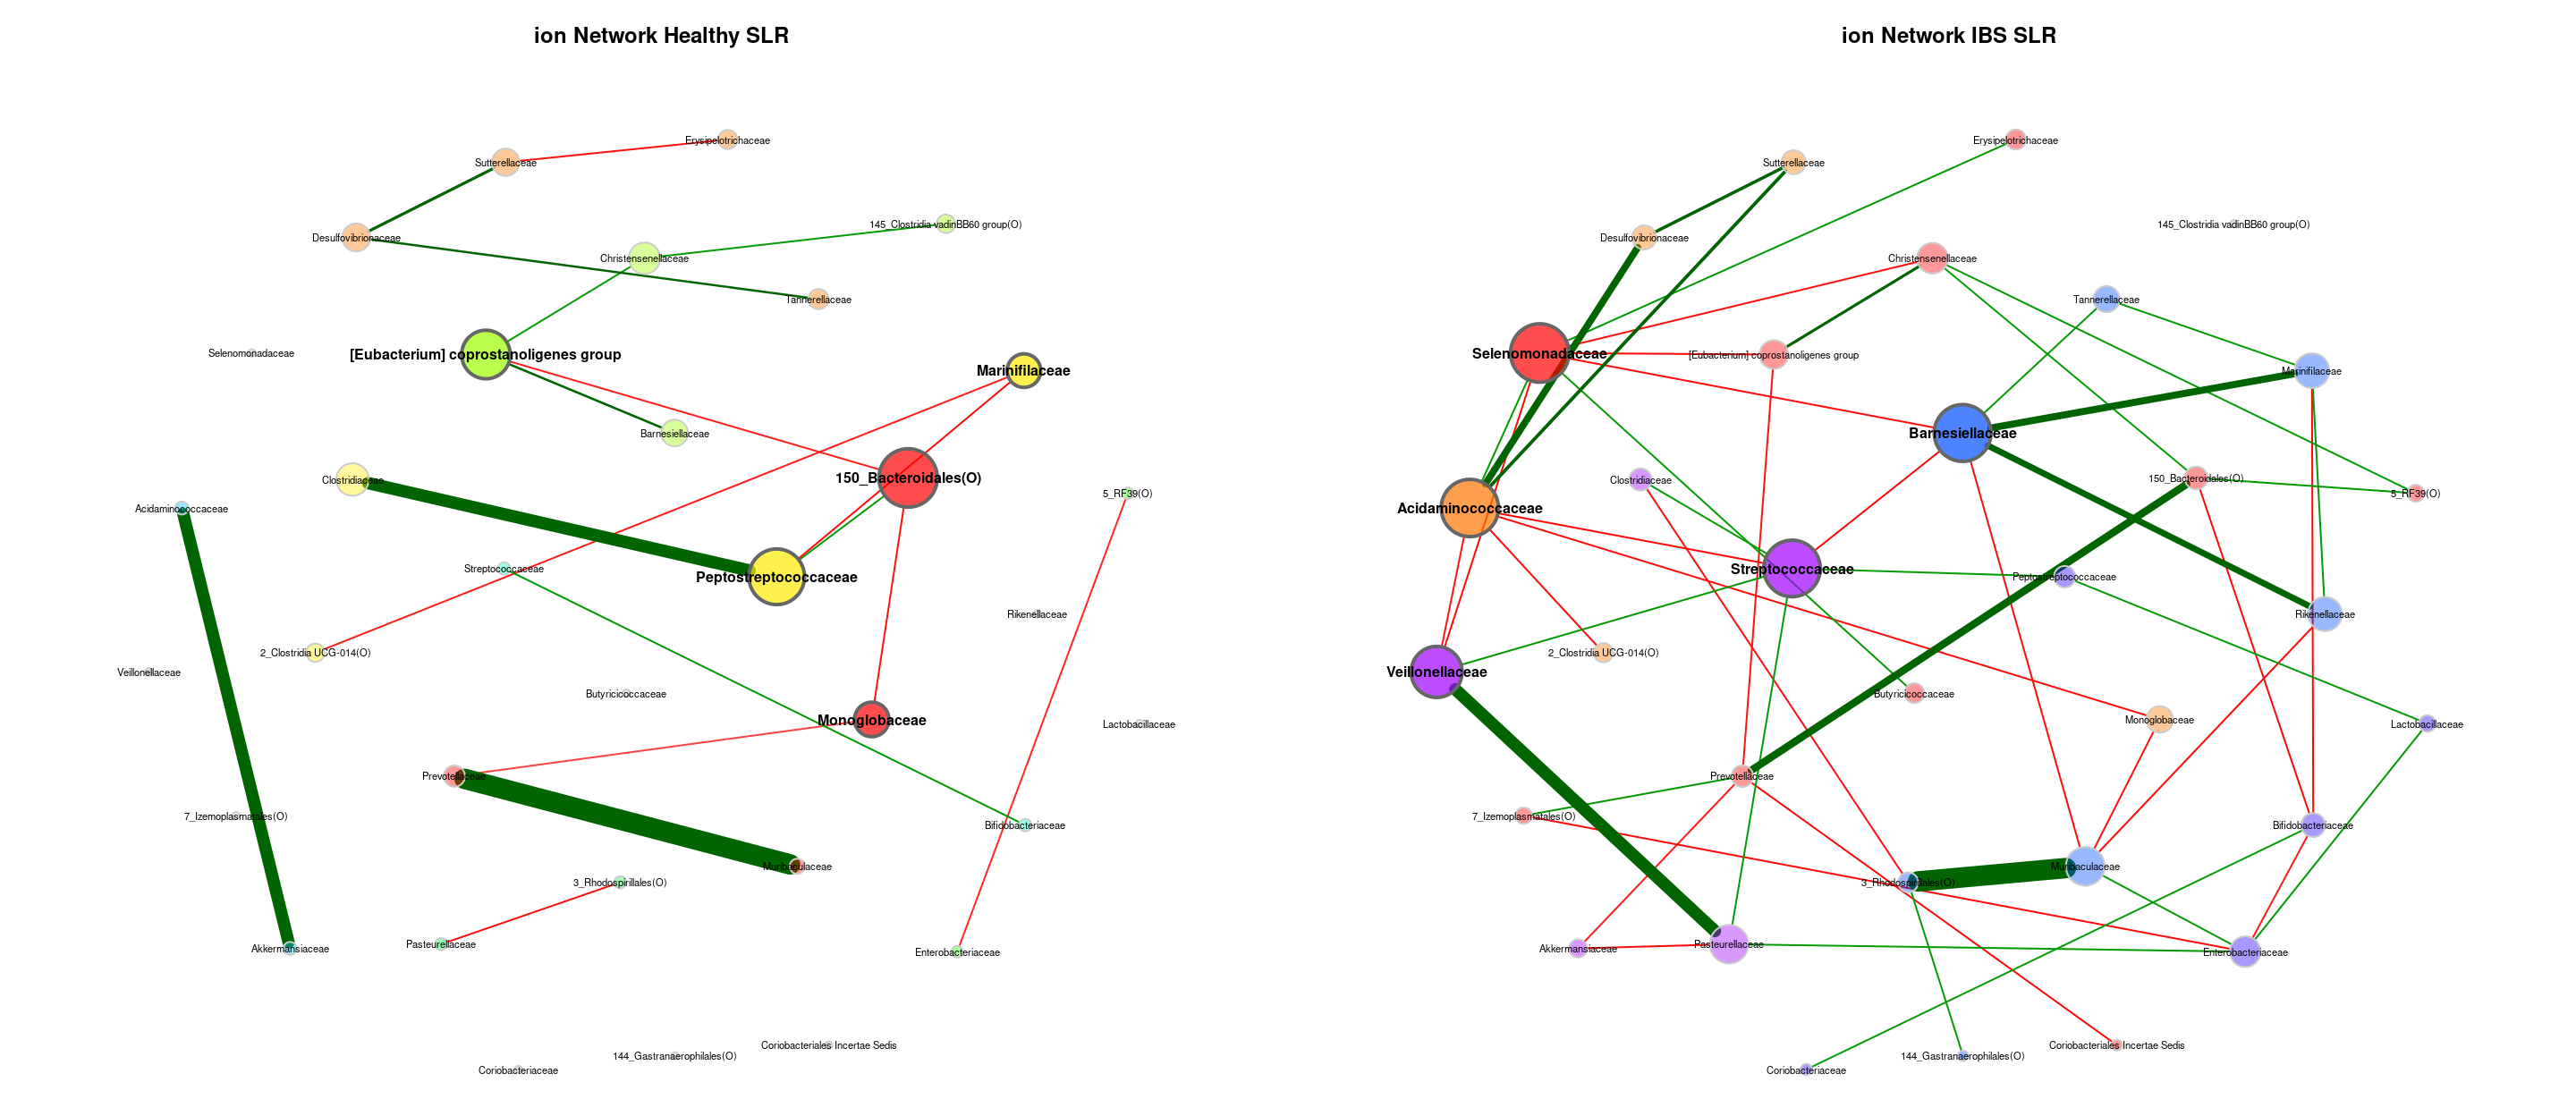 ion Network Healthy SLR
Erysipelotrichaceae
Sutterellaceae
145_Clostridia vadinBB60 group(O)
Desulfovibrionaceae
Christensenellaceae
Tannerellaceae
Selenomonadaceae
[Eubacterium] coprostanoligenes group
Marinifilaceae
Barnesiellaceae
150_Bacteroidales(O)
Clostridiaceae
5_RF39(O)
Acidaminococcaceae
Streptococcaceae
Peptostreptococcaceae
Rikenellaceae
2_Clostridia UCG-014(O)
Veillonellaceae
Butyricicoccaceae
Monoglobaceae
Lactobacillaceae
Prevotellaceae
7_Izemoplasmatales(O)
Bifidobacteriaceae
Muribaculaceae
3_Rhodospirillales(O)
Pasteurellaceae
Akkermansiaceae
Enterobacteriaceae
Coriobacteriales Incertae Sedis
144_Gastranaerophilales(O)
Coriobacteriaceae
ion Network IBS SLR
Erysipelotrichaceae
Sutterellaceae
145_Clostridia vadinBB60 group(O)
Desulfovibrionaceae
Christensenellaceae
Tannerellaceae
Selenomonadaceae
[Eubacterium] coprostanoligenes group
Marinifilaceae
Barnesiellaceae
150_Bacteroidales(O)
Clostridiaceae
5_RF39(O)
Acidaminococcaceae
Streptococcaceae
Peptostreptococcaceae
Rikenellaceae
2_Clostridia UCG-014(O)
Veillonellaceae
Butyricicoccaceae
Monoglobaceae
Lactobacillaceae
Prevotellaceae
7_Izemoplasmatales(O)
Bifidobacteriaceae
Muribaculaceae
3_Rhodospirillales(O)
Pasteurellaceae
Akkermansiaceae
Enterobacteriaceae
Coriobacteriales Incertae Sedis
144_Gastranaerophilales(O)
Coriobacteriaceae